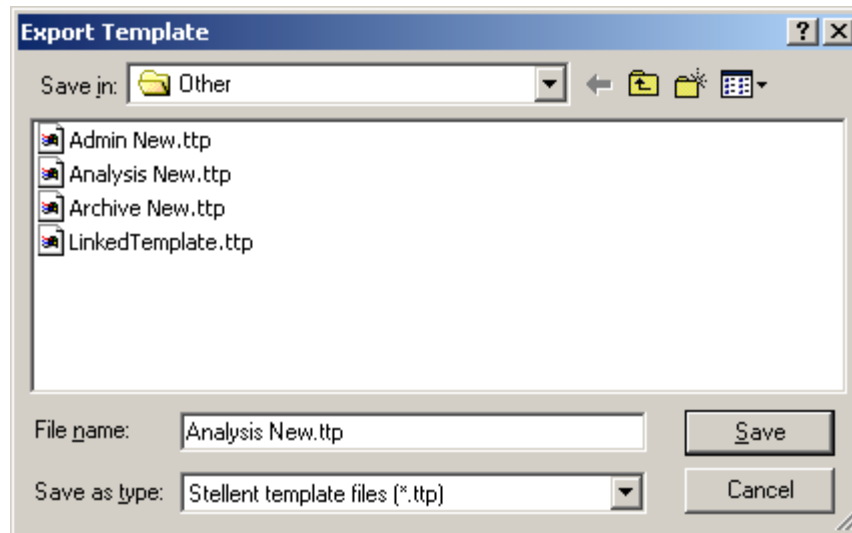 Export Template
Save in: Other
Admin New.ttp
Analysis New.ttp
Archive New.ttp
LinkedTemplate.ttp
File name: Analysis New.ttp Save
Save as type: Stellent template files (*.ttp) Cancel